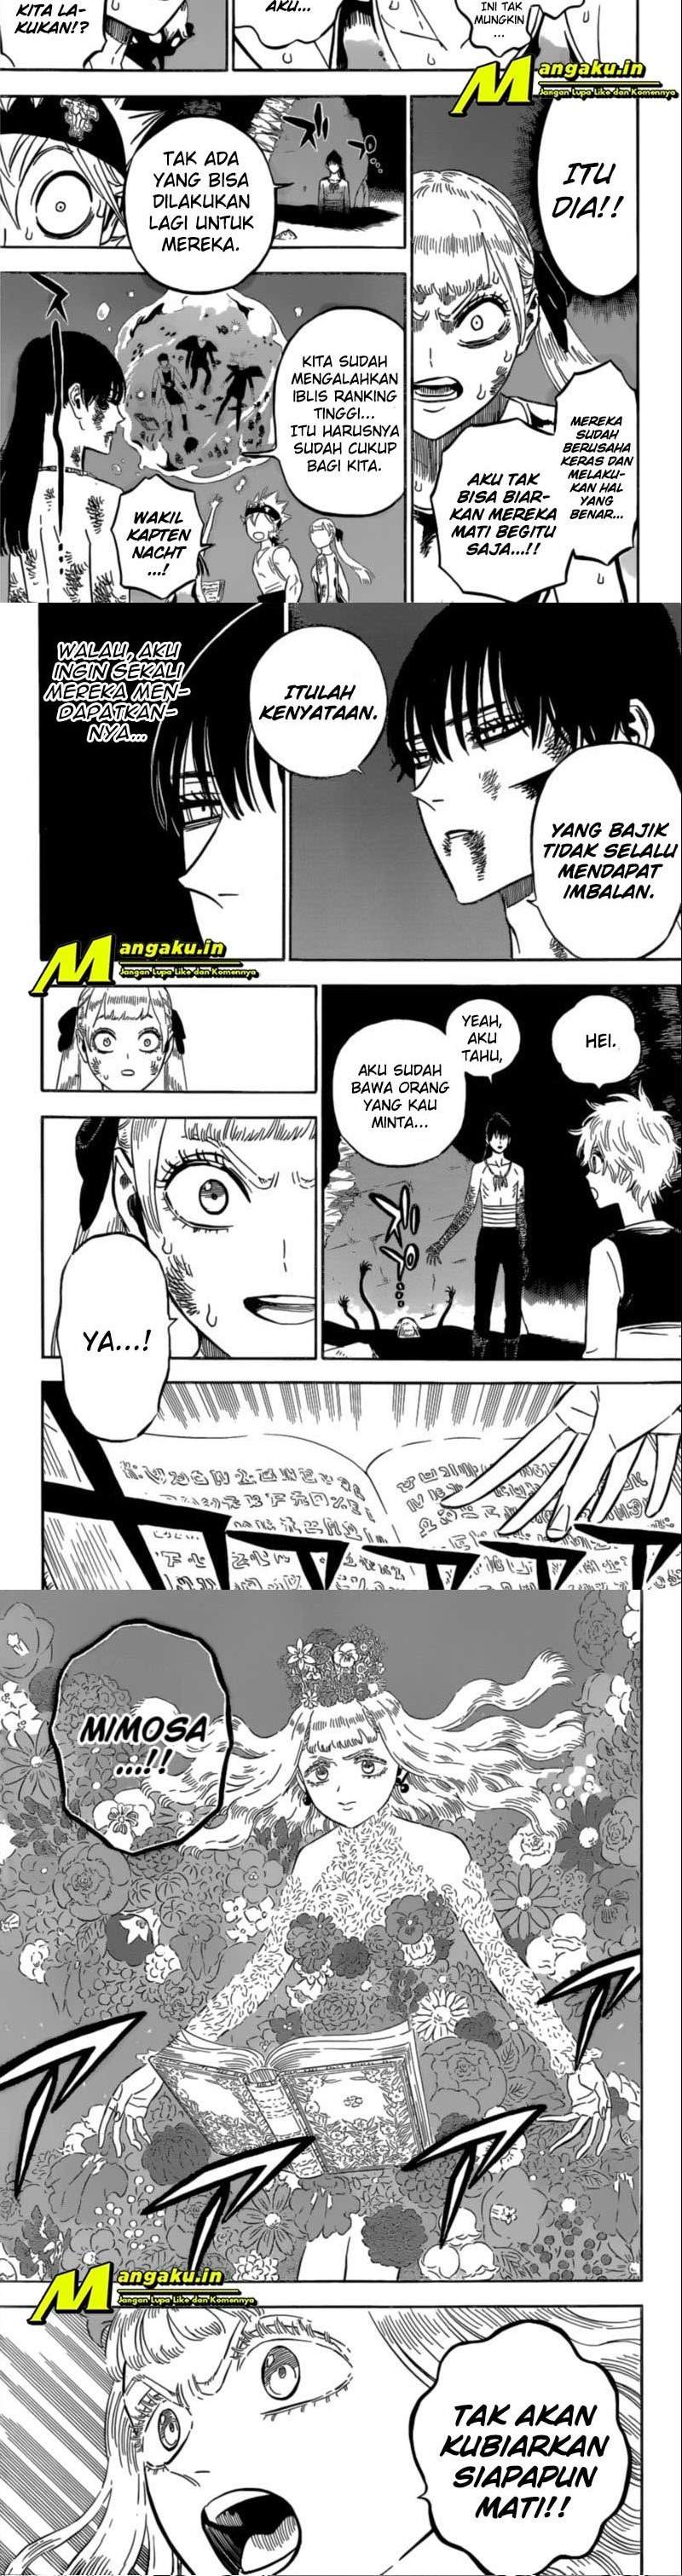 KITA LA-
KUKAN!?
AKU...
INI TAK
MUNGKIN
...
Mangaku.in
Jangan Lupa Like dan Komennya
TAK ADA
YANG BISA
DILAKUKAN
LAGI UNTUK
MEREKA.
ITU
DIA!!
KITA SUDAH
MENGALAHKAN
IBLIS RANKING
TINGGI...
ITU HARUSNYA
SUDAH CUKUP
BAGI KITA.
WAKIL
KAPTEN
NACHT
...!
MEREKA
SUDAH
BERUSAHA
KERAS DAN
MELAKU-
KAN HAL
YANG
BENAR...
AKU TAK
BISA BIAR-
KAN MEREKA
MATI BEGITU
SAJA...!!
WALAU, AKU
INGIN SEKALI
MEREKA MEN-
DAPATKAN-
NYA...
ITULAH
KENYATAAN.
YANG BAJIK
TIDAK SELALU
MENDAPAT
IMBALAN.
Mangaku.in
Jangan Lupa Like dan Komennya
HEI.
YEAH,
AKU
TAHU,
AKU SUDAH
BAWA ORANG
YANG KAU
MINTA...
YA...!
MIMOSA
...!!
Mangaku.in
Jangan Lupa Like dan Komennya
TAK AKAN
KUBIARKAN
SIAPAPUN
MATI!!